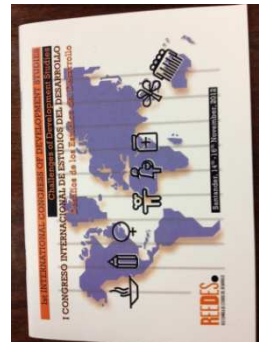 1st INTERNATIONAL CONGRESS OF DEVELOPMENT STUDIES
Challenges of Development Studies
I CONGRESO INTERNACIONAL DE ESTUDIOS DEL DESARROLLO
Desafíos de los Estudios del Desarrollo
Santander, 14th-16th November, 2012
REEDES.